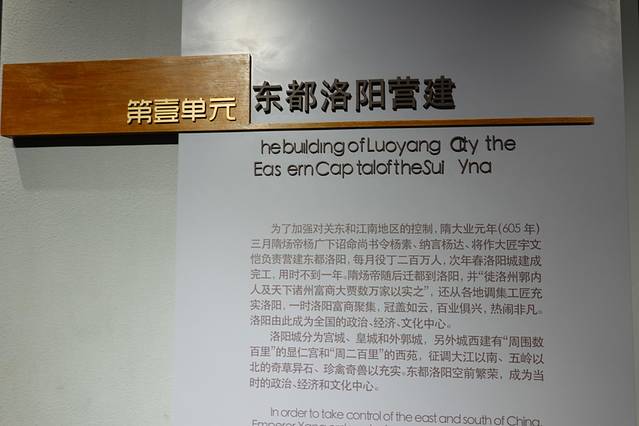 第壹单元
东都洛阳营建
he building of Luoyang City the
Eas ern Cap tal of the Sui Yna
为了加强对关东和江南地区的控制，隋大业元年(605年)
三月隋炀帝杨广下诏命尚书令杨素、纳言杨达、将作大匠宇文
恺负责营建东都洛阳，每月役丁二百万人，次年春洛阳城建成
完工，用时不到一年。隋炀帝随后迁都到洛阳，并“徙洛州郭内
人及天下诸州富商大贾数万家以实之”，还从各地调集工匠充
实洛阳，一时洛阳富商聚集，冠盖如云，百业俱兴，热闹非凡。
洛阳由此成为全国的政治、经济、文化中心。
洛阳城分为宫城、皇城和外郭城，另外城西建有“周围数
百里”的显仁宫和“周二百里”的西苑，征调大江以南、五岭以
北的奇草异石、珍禽奇兽以充实。东都洛阳空前繁荣，成为当
时的政治、经济和文化中心。
In order to take control of the east and south of China,